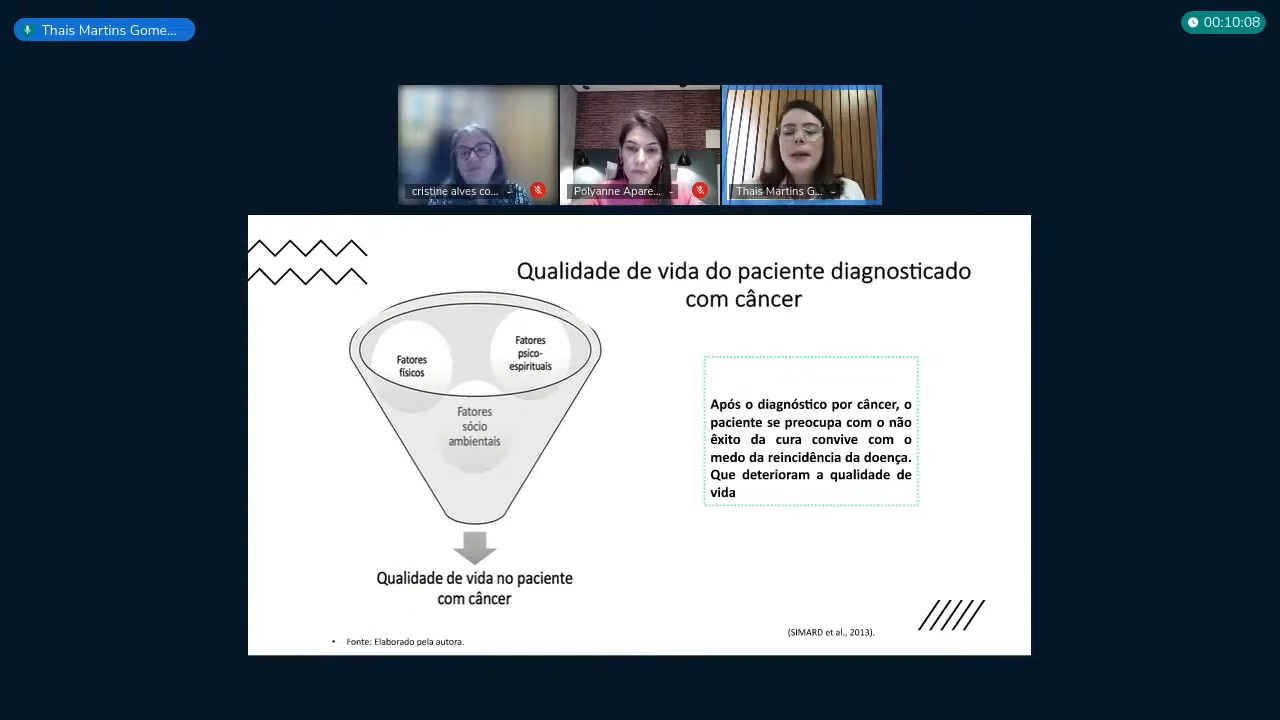 Thais Martins Gome...
00:10:08
cristine alves co...
Polyanne Apare...
Thais Martins G...
Qualidade de vida do paciente diagnosticado
com câncer
Fatores
físicos
Fatores
psico-
espirituais
Fatores
sócio
ambientais
Qualidade de vida no paciente
com câncer
• Fonte: Elaborado pela autora.
Após o diagnóstico por câncer, o
paciente se preocupa com o não
êxito da cura convive com o
medo da reincidência da doença.
Que deterioram a qualidade de
vida
(SIMARD et al., 2013).